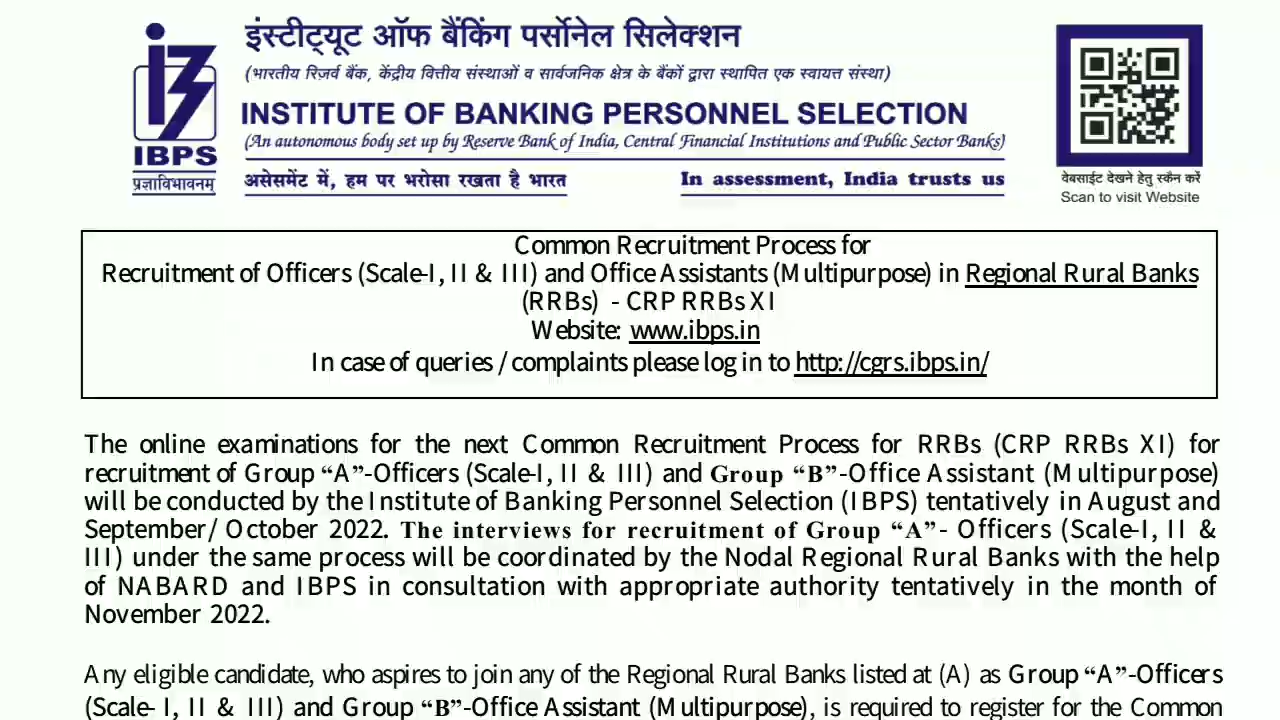 इंस्टीट्यूट ऑफ बैंकिंग पर्सोनेल सिलेक्शन
(भारतीय रिज़र्व बैंक, केंद्रीय वित्तीय संस्थाओं व सार्वजनिक क्षेत्र के बैंकों द्वारा स्थापित एक स्वायत्त संस्था)
INSTITUTE OF BANKING PERSONNEL SELECTION
(An autonomous body set up by Reserve Bank of India, Central Financial Institutions and Public Sector Banks)
IBPS
प्रज्ञाविभावनम्
असेसमेंट में, हम पर भरोसा रखता है भारत
In assessment, India trusts us
वेबसाईट देखने हेतु स्कॅन करें
Scan to visit Website
Common Recruitment Process for
Recruitment of Officers (Scale-I, II & III) and Office Assistants (Multipurpose) in Regional Rural Banks
(RRBs) - CRP RRBs XI
Website: www.ibps.in
In case of queries / complaints please log in to http://cgrs.ibps.in/
The online examinations for the next Common Recruitment Process for RRBs (CRP RRBs XI) for
recruitment of Group “A”-Officers (Scale-I, II & III) and Group “B”-Office Assistant (Multipurpose)
will be conducted by the Institute of Banking Personnel Selection (IBPS) tentatively in August and
September/ October 2022. The interviews for recruitment of Group “A”- Officers (Scale-I, II &
III) under the same process will be coordinated by the Nodal Regional Rural Banks with the help
of NABARD and IBPS in consultation with appropriate authority tentatively in the month of
November 2022.
Any eligible candidate, who aspires to join any of the Regional Rural Banks listed at (A) as Group “A”-Officers
(Scale- I, II & III) and Group “B”-Office Assistant (Multipurpose), is required to register for the Common